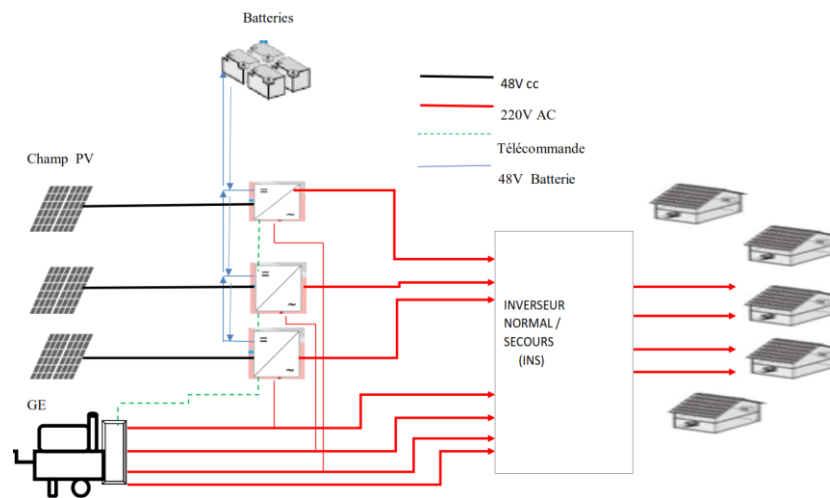 Batteries
48V cc
220V AC
Télécommande
48V Batterie
Champ PV
INVERSEUR
NORMAL /
SECOURS
(INS)
GE